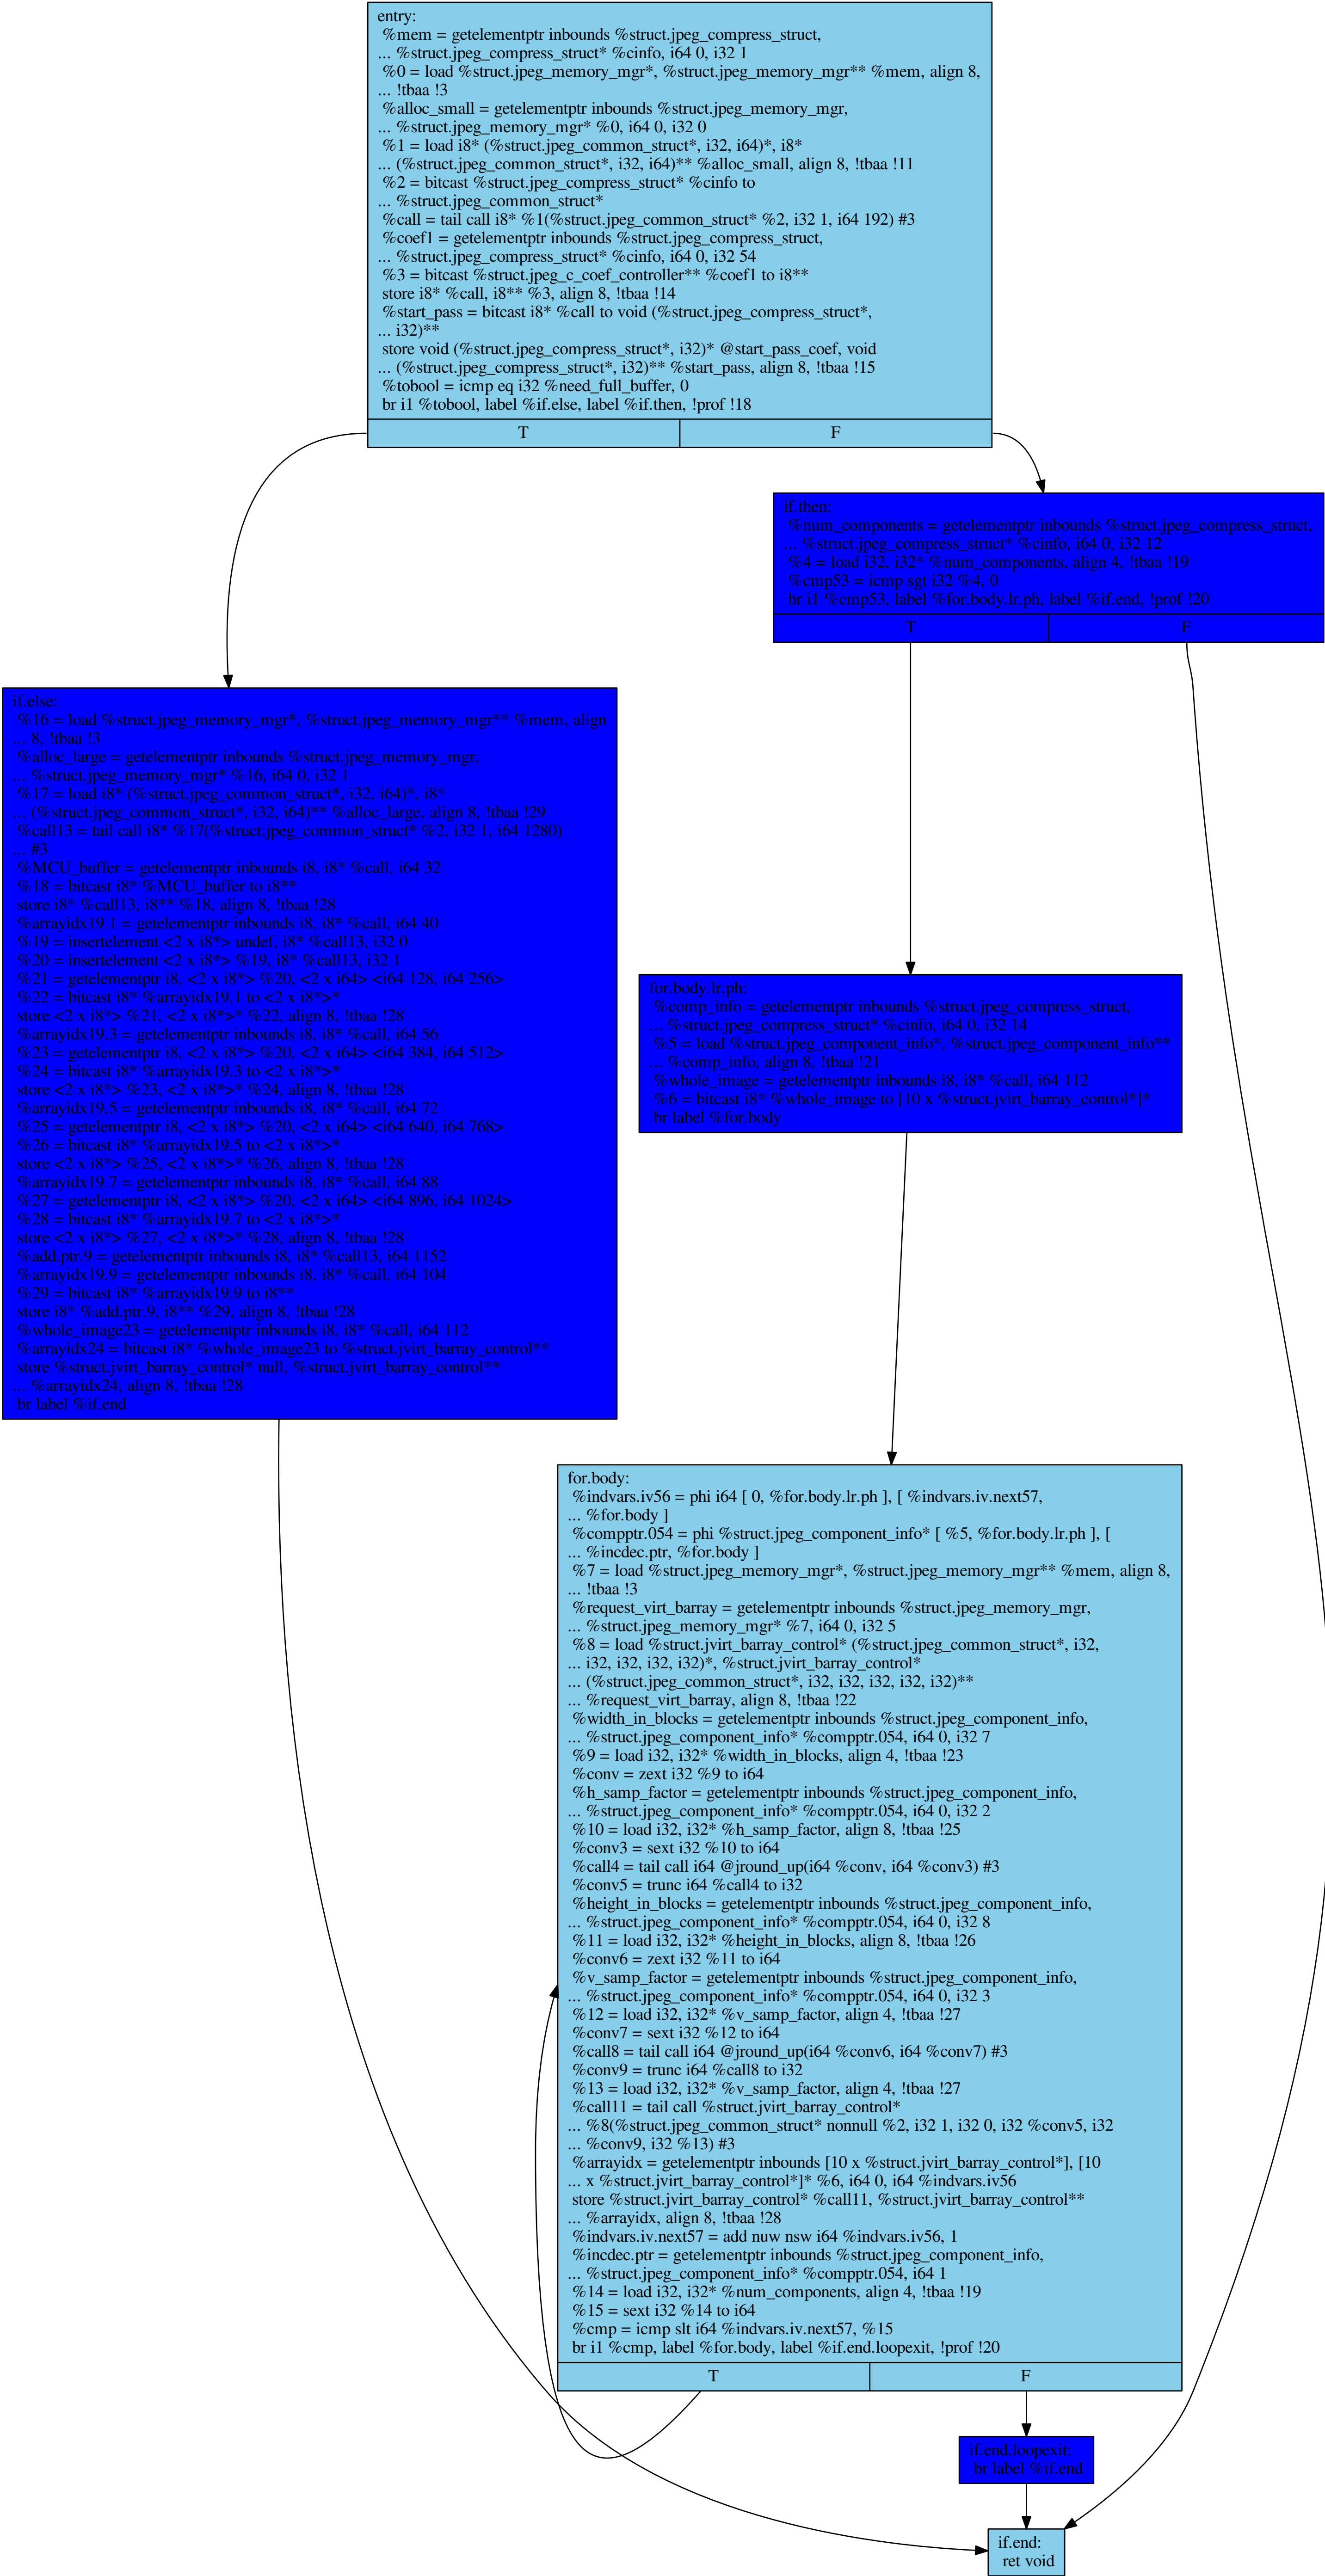 entry:
%mem = getelementptr inbounds %struct.jpeg_compress_struct,
... %struct.jpeg_compress_struct* %cinfo, i64 0, i32 1
%0 = load %struct.jpeg_memory_mgr*, %struct.jpeg_memory_mgr** %mem, align 8,
... !tbaa !3
%alloc_small = getelementptr inbounds %struct.jpeg_memory_mgr,
... %struct.jpeg_memory_mgr* %0, i64 0, i32 0
%1 = load i8* (%struct.jpeg_common_struct*, i32, i64)*, i8*
... (%struct.jpeg_common_struct*, i32, i64)** %alloc_small, align 8, !tbaa !11
%2 = bitcast %struct.jpeg_compress_struct* %cinfo to
... %struct.jpeg_common_struct*
%call = tail call i8* %1(%struct.jpeg_common_struct* %2, i32 1, i64 192) #3
%coef1 = getelementptr inbounds %struct.jpeg_compress_struct,
... %struct.jpeg_compress_struct* %cinfo, i64 0, i32 54
%3 = bitcast %struct.jpeg_c_coef_controller** %coef1 to i8**
store i8* %call, i8** %3, align 8, !tbaa !14
%start_pass = bitcast i8* %call to void (%struct.jpeg_compress_struct*,
... i32)**
store void (%struct.jpeg_compress_struct*, i32)* @start_pass_coef, void
... (%struct.jpeg_compress_struct*, i32)** %start_pass, align 8, !tbaa !15
%tobool = icmp eq i32 %need_full_buffer, 0
br i1 %tobool, label %if.else, label %if.then, !prof !18
T
F
if.then:
%num_components = getelementptr inbounds %struct.jpeg_compress_struct,
... %struct.jpeg_compress_struct* %cinfo, i64 0, i32 12
%4 = load i32, i32* %num_components, align 4, !tbaa !19
%cmp53 = icmp sgt i32 %4, 0
br i1 %cmp53, label %for.body.lr.ph, label %if.end, !prof !20
T
F
if.else:
%16 = load %struct.jpeg_memory_mgr*, %struct.jpeg_memory_mgr** %mem, align
... 8, !tbaa !3
%alloc_large = getelementptr inbounds %struct.jpeg_memory_mgr,
... %struct.jpeg_memory_mgr* %16, i64 0, i32 1
%17 = load i8* (%struct.jpeg_common_struct*, i32, i64)*, i8*
... (%struct.jpeg_common_struct*, i32, i64)** %alloc_large, align 8, !tbaa !29
%call13 = tail call i8* %17(%struct.jpeg_common_struct* %2, i32 1, i64 1280)
... #3
%MCU_buffer = getelementptr inbounds i8, i8* %call, i64 32
%18 = bitcast i8* %MCU_buffer to i8**
store i8* %call13, i8** %18, align 8, !tbaa !28
%arrayidx19.1 = getelementptr inbounds i8, i8* %call, i64 40
%19 = insertelement <2 x i8*> undef, i8* %call13, i32 0
%20 = insertelement <2 x i8*> %19, i8* %call13, i32 1
%21 = getelementptr i8, <2 x i8*> %20, <2 x i64> <i64 128, i64 256>
%22 = bitcast i8* %arrayidx19.1 to <2 x i8*>*
store <2 x i8*> %21, <2 x i8*>* %22, align 8, !tbaa !28
%arrayidx19.3 = getelementptr inbounds i8, i8* %call, i64 56
%23 = getelementptr i8, <2 x i8*> %20, <2 x i64> <i64 384, i64 512>
%24 = bitcast i8* %arrayidx19.3 to <2 x i8*>*
store <2 x i8*> %23, <2 x i8*>* %24, align 8, !tbaa !28
%arrayidx19.5 = getelementptr inbounds i8, i8* %call, i64 72
%25 = getelementptr i8, <2 x i8*> %20, <2 x i64> <i64 640, i64 768>
%26 = bitcast i8* %arrayidx19.5 to <2 x i8*>*
store <2 x i8*> %25, <2 x i8*>* %26, align 8, !tbaa !28
%arrayidx19.7 = getelementptr inbounds i8, i8* %call, i64 88
%27 = getelementptr i8, <2 x i8*> %20, <2 x i64> <i64 896, i64 1024>
%28 = bitcast i8* %arrayidx19.7 to <2 x i8*>*
store <2 x i8*> %27, <2 x i8*>* %28, align 8, !tbaa !28
%add.ptr.9 = getelementptr inbounds i8, i8* %call13, i64 1152
%arrayidx19.9 = getelementptr inbounds i8, i8* %call, i64 104
%29 = bitcast i8* %arrayidx19.9 to i8**
store i8* %add.ptr.9, i8** %29, align 8, !tbaa !28
%whole_image23 = getelementptr inbounds i8, i8* %call, i64 112
%arrayidx24 = bitcast i8* %whole_image23 to %struct.jvirt_barray_control**
store %struct.jvirt_barray_control* null, %struct.jvirt_barray_control**
... %arrayidx24, align 8, !tbaa !28
br label %if.end
for.body.lr.ph:
%comp_info = getelementptr inbounds %struct.jpeg_compress_struct,
... %struct.jpeg_compress_struct* %cinfo, i64 0, i32 14
%5 = load %struct.jpeg_component_info*, %struct.jpeg_component_info**
... %comp_info, align 8, !tbaa !21
%whole_image = getelementptr inbounds i8, i8* %call, i64 112
%6 = bitcast i8* %whole_image to [10 x %struct.jvirt_barray_control*]*
br label %for.body
for.body:
%indvars.iv56 = phi i64 [ 0, %for.body.lr.ph ], [ %indvars.iv.next57,
... %for.body ]
%compptr.054 = phi %struct.jpeg_component_info* [ %5, %for.body.lr.ph ], [
... %incdec.ptr, %for.body ]
%7 = load %struct.jpeg_memory_mgr*, %struct.jpeg_memory_mgr** %mem, align 8,
... !tbaa !3
%request_virt_barray = getelementptr inbounds %struct.jpeg_memory_mgr,
... %struct.jpeg_memory_mgr* %7, i64 0, i32 5
%8 = load %struct.jvirt_barray_control* (%struct.jpeg_common_struct*, i32,
... i32, i32, i32, i32)*, %struct.jvirt_barray_control*
... (%struct.jpeg_common_struct*, i32, i32, i32, i32, i32)**
... %request_virt_barray, align 8, !tbaa !22
%width_in_blocks = getelementptr inbounds %struct.jpeg_component_info,
... %struct.jpeg_component_info* %compptr.054, i64 0, i32 7
%9 = load i32, i32* %width_in_blocks, align 4, !tbaa !23
%conv = zext i32 %9 to i64
%h_samp_factor = getelementptr inbounds %struct.jpeg_component_info,
... %struct.jpeg_component_info* %compptr.054, i64 0, i32 2
%10 = load i32, i32* %h_samp_factor, align 8, !tbaa !25
%conv3 = sext i32 %10 to i64
%call4 = tail call i64 @jround_up(i64 %conv, i64 %conv3) #3
%conv5 = trunc i64 %call4 to i32
%height_in_blocks = getelementptr inbounds %struct.jpeg_component_info,
... %struct.jpeg_component_info* %compptr.054, i64 0, i32 8
%11 = load i32, i32* %height_in_blocks, align 8, !tbaa !26
%conv6 = zext i32 %11 to i64
%v_samp_factor = getelementptr inbounds %struct.jpeg_component_info,
... %struct.jpeg_component_info* %compptr.054, i64 0, i32 3
%12 = load i32, i32* %v_samp_factor, align 4, !tbaa !27
%conv7 = sext i32 %12 to i64
%call8 = tail call i64 @jround_up(i64 %conv6, i64 %conv7) #3
%conv9 = trunc i64 %call8 to i32
%13 = load i32, i32* %v_samp_factor, align 4, !tbaa !27
%call11 = tail call %struct.jvirt_barray_control*
... %8(%struct.jpeg_common_struct* nonnull %2, i32 1, i32 0, i32 %conv5, i32
... %conv9, i32 %13) #3
%arrayidx = getelementptr inbounds [10 x %struct.jvirt_barray_control*], [10
... x %struct.jvirt_barray_control*]* %6, i64 0, i64 %indvars.iv56
store %struct.jvirt_barray_control* %call11, %struct.jvirt_barray_control**
... %arrayidx, align 8, !tbaa !28
%indvars.iv.next57 = add nuw nsw i64 %indvars.iv56, 1
%incdec.ptr = getelementptr inbounds %struct.jpeg_component_info,
... %struct.jpeg_component_info* %compptr.054, i64 1
%14 = load i32, i32* %num_components, align 4, !tbaa !19
%15 = sext i32 %14 to i64
%cmp = icmp slt i64 %indvars.iv.next57, %15
br i1 %cmp, label %for.body, label %if.end.loopexit, !prof !20
T
F
if.end.loopexit:
br label %if.end
if.end:
ret void